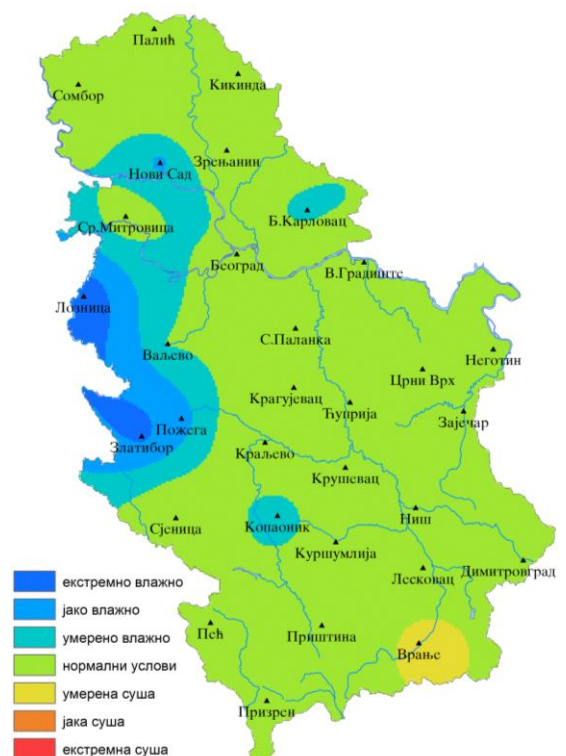 Палић
Сомбор
Кикинда
Зрењанин
Нови Сад
Б.Карловац
Ср.Митровица
Београд
В.Градиште
Лозница
С.Паланка
Ваљево
Неготин
Црни Врх
Крагујевац
Ћуприја
Зајечар
Пожега
Златибор
Краљево
Крушевац
Сјеница
Копаоник
Ниш
Куршумлија
Лесковац
Димитровград
Пећ
Приштина
Врање
Призрен
екстремно влажно
јако влажно
умерено влажно
нормални услови
умерена суша
јака суша
екстремна суша